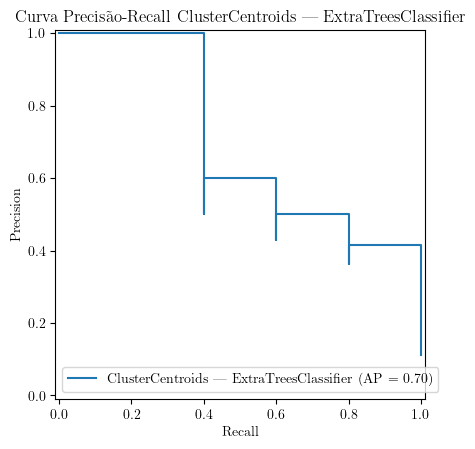 Curva Precisão-Recall ClusterCentroids — ExtraTreesClassifier
1.0
0.8
0.6
0.4
0.2
0.0
Precision
ClusterCentroids — ExtraTreesClassifier (AP = 0.70)
0.0 0.2 0.4 0.6 0.8 1.0
Recall